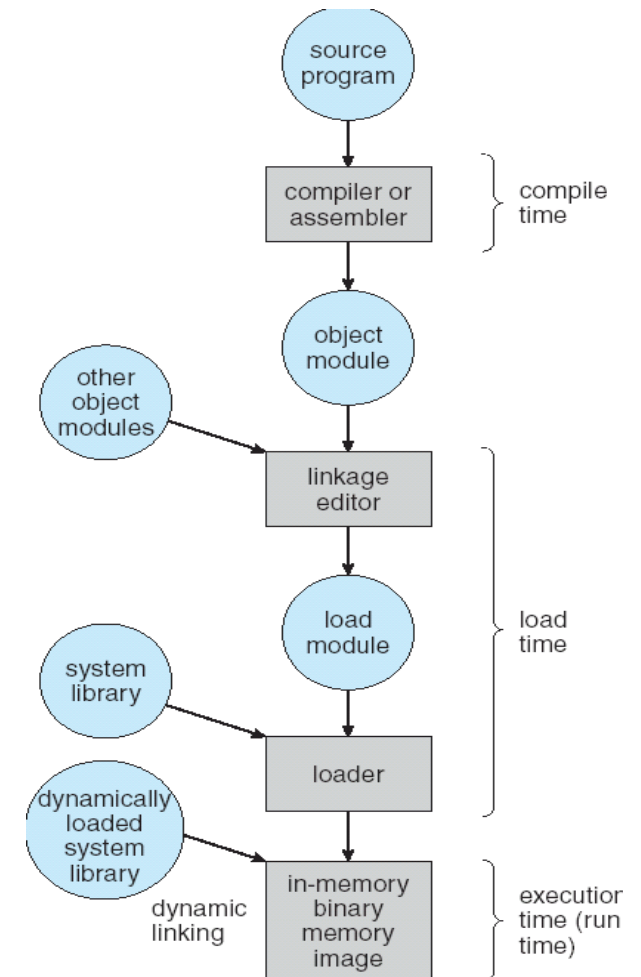 source
program
compiler or
assembler
compile
time
object
module
other
object
modules
linkage
editor
load
module
load
time
system
library
loader
dynamically
loaded
system
library
dynamic
linking
in-memory
binary
memory
image
execution
time (run
time)